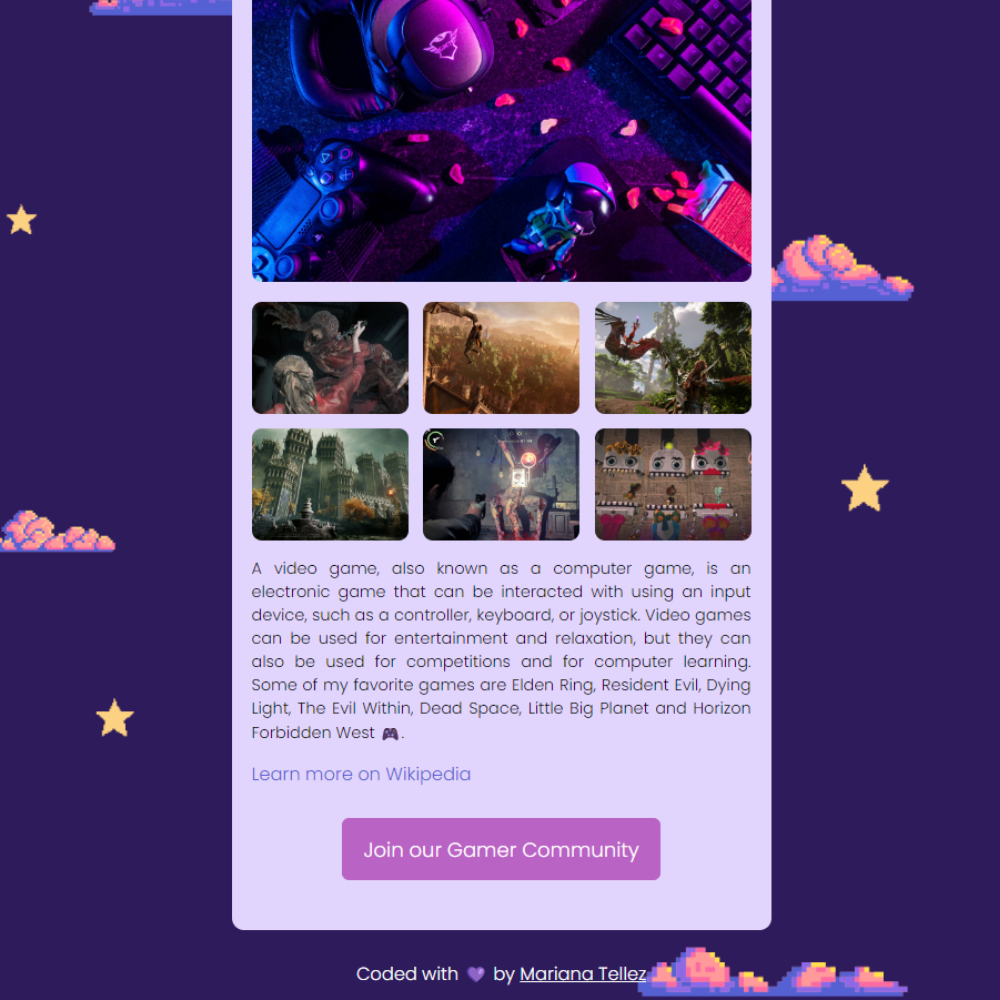 A video game, also known as a computer game, is an
electronic game that can be interacted with using an input
device, such as a controller, keyboard, or joystick. Video games
can be used for entertainment and relaxation, but they can
also be used for competitions and for computer learning.
Some of my favorite games are Elden Ring, Resident Evil, Dying
Light, The Evil Within, Dead Space, Little Big Planet and Horizon
Forbidden West 🎮.
Learn more on Wikipedia
Join our Gamer Community
Coded with 💜 by Mariana Tellez